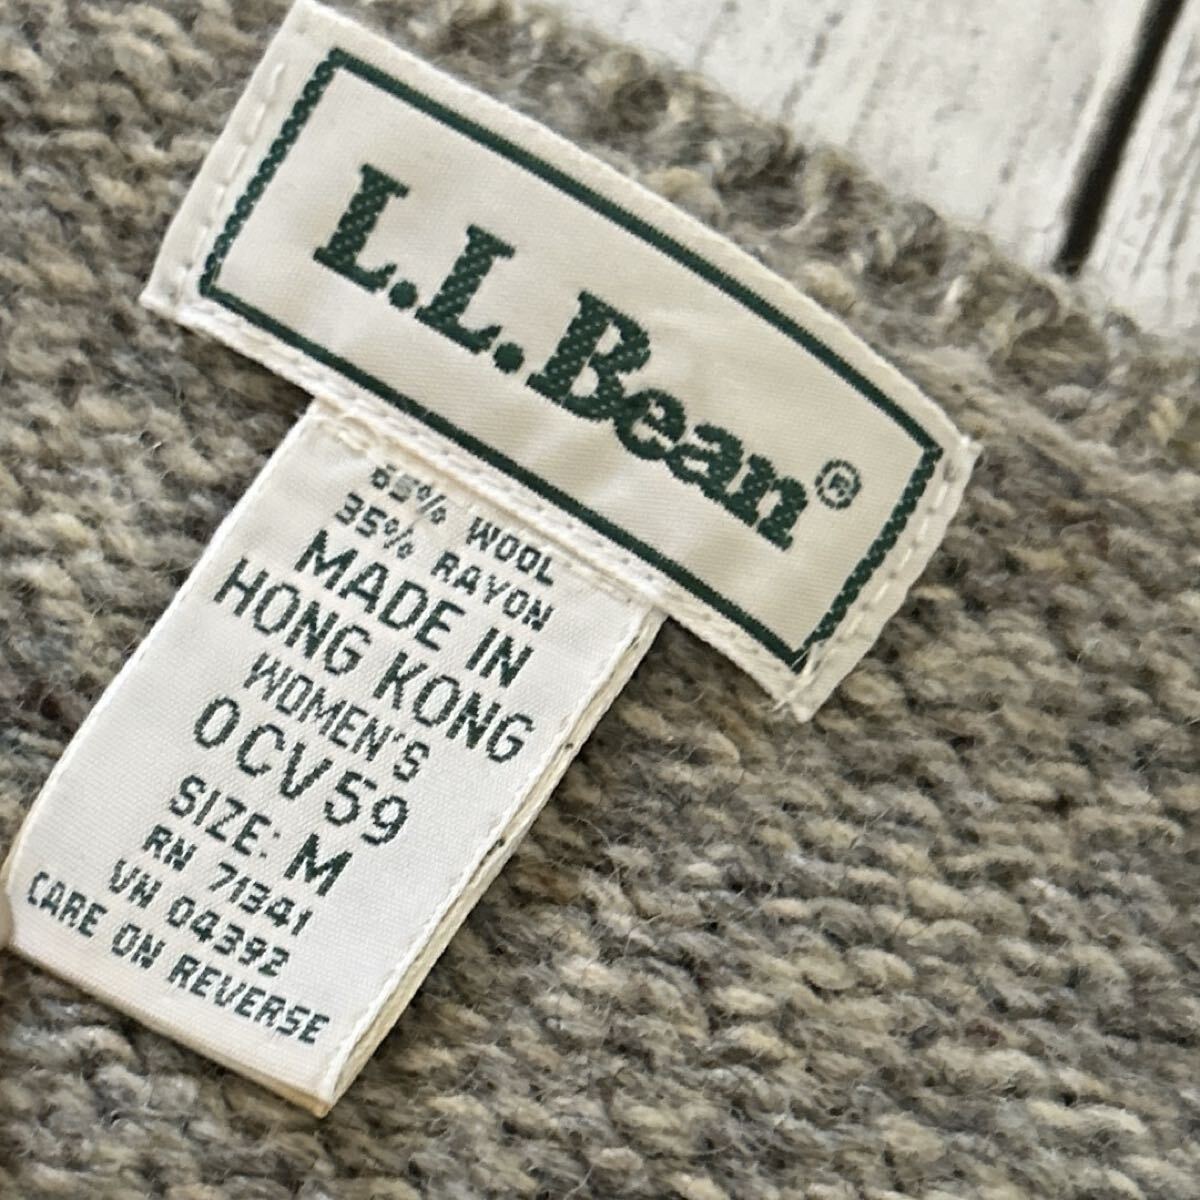 L.L.Bean®
65% WOOL
35% RAYON
MADE IN
HONG KONG
WOMEN'S
0CV59
SIZE: M
RN 71341
VN 04392
CARE ON REVERSE